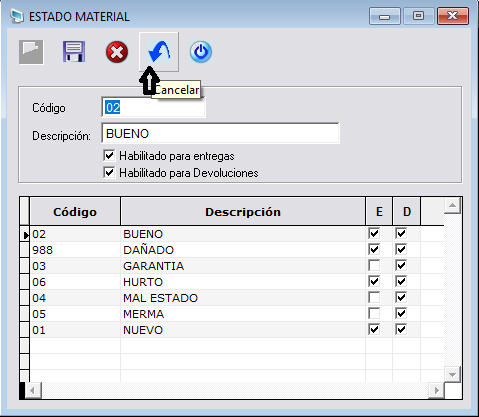 ESTADO MATERIAL
Cancelar
Código
02
Descripción:
BUENO
Habilitado para entregas
Habilitado para Devoluciones
Código Descripción E D
02 BUENO
988 DAÑADO
03 GARANTIA
06 HURTO
04 MAL ESTADO
05 MERMA
01 NUEVO